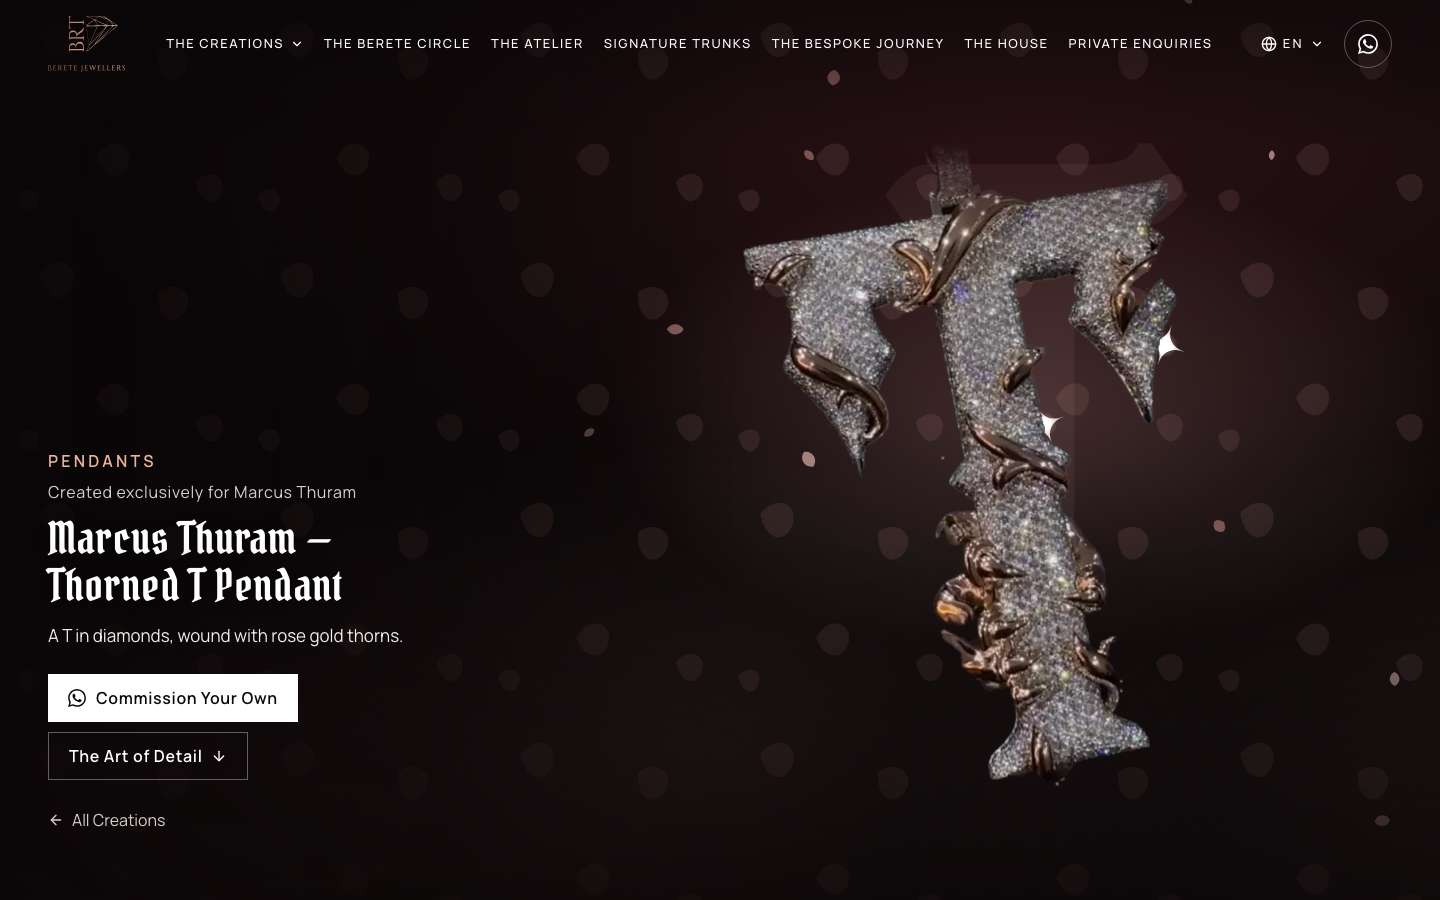 BRT
BERETE JEWELLERS
THE CREATIONS
THE BERETE CIRCLE
THE ATELIER
SIGNATURE TRUNKS
THE BESPOKE JOURNEY
THE HOUSE
PRIVATE ENQUIRIES
EN
PENDANTS
Created exclusively for Marcus Thuram
Marcus Thuram –
Thorned T Pendant
A T in diamonds, wound with rose gold thorns.
Commission Your Own
The Art of Detail
All Creations